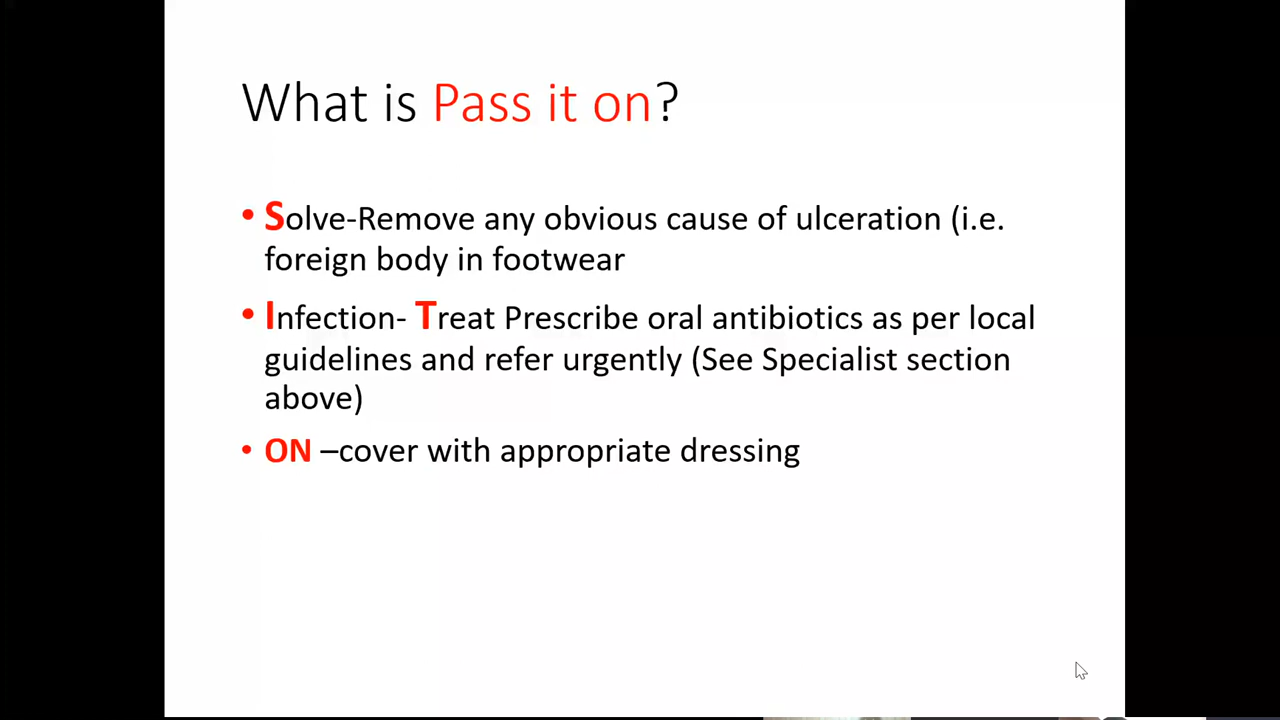 What is Pass it on?
• Solve-Remove any obvious cause of ulceration (i.e.
foreign body in footwear
• Infection- Treat Prescribe oral antibiotics as per local
guidelines and refer urgently (See Specialist section
above)
• ON –cover with appropriate dressing